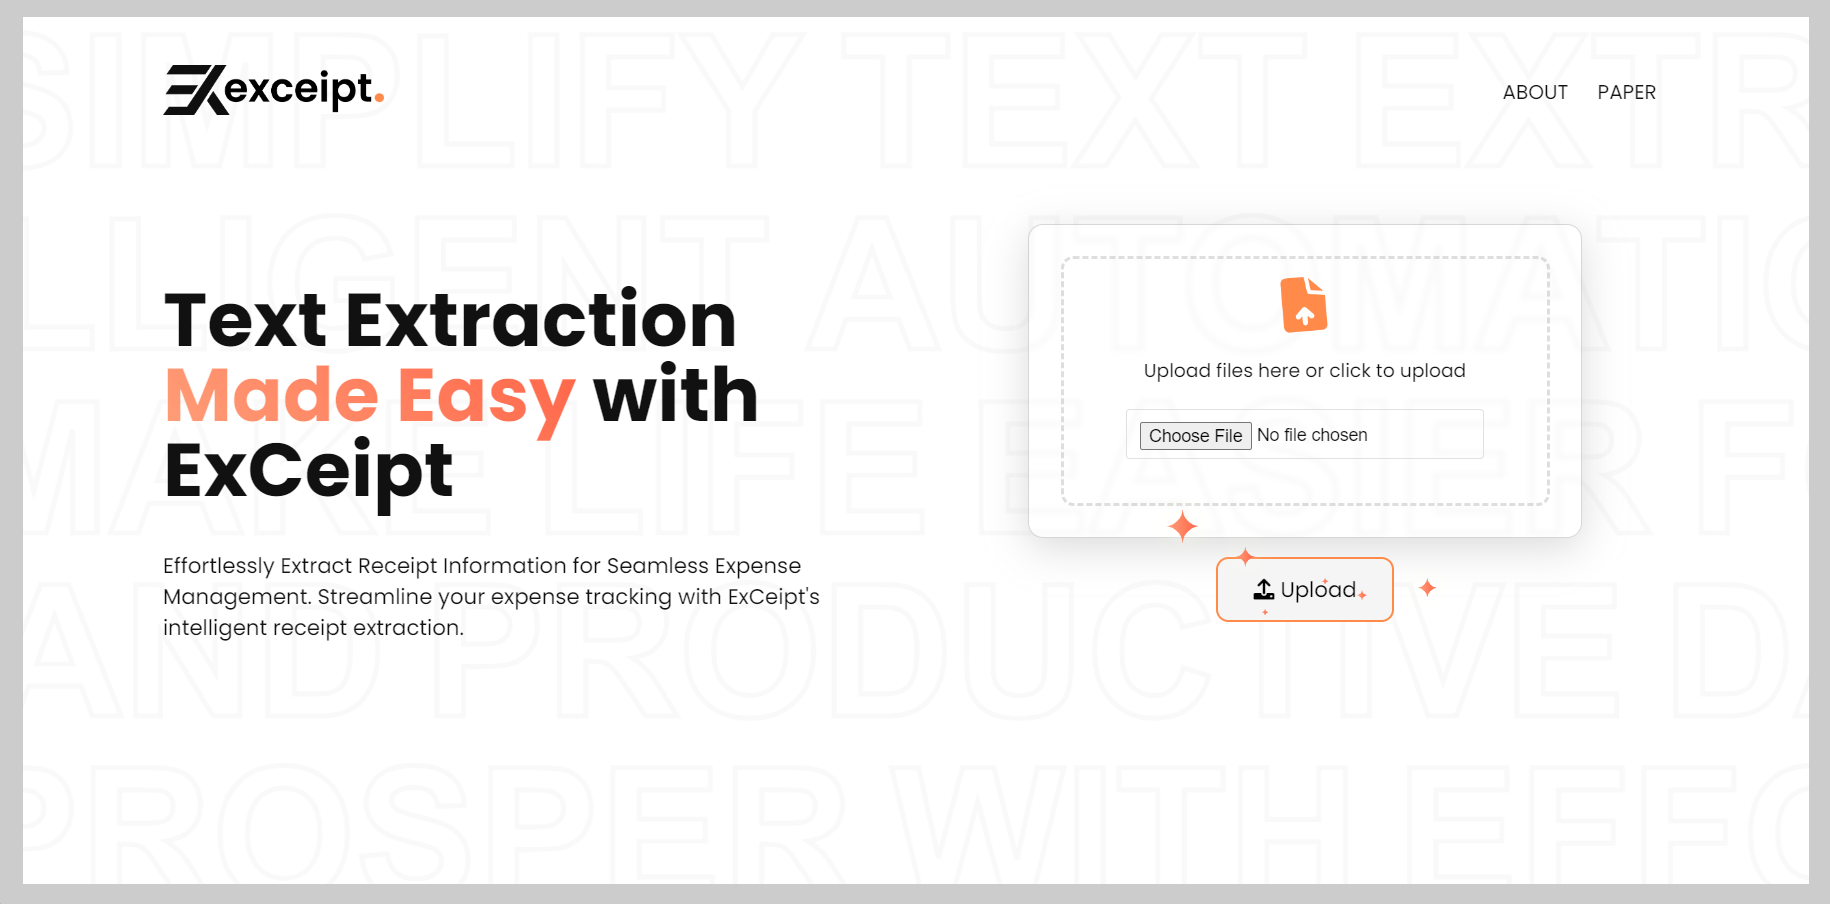 exceipt.
ABOUT PAPER
Text Extraction
Made Easy with
ExCeipt
Effortlessly Extract Receipt Information for Seamless Expense
Management. Streamline your expense tracking with ExCeipt's
intelligent receipt extraction.
Upload files here or click to upload
Choose File No file chosen
Upload
SIMPLIFY TEXT EXTR
LLIGENT AUTOMATIO
MAKE LIFE EASIER F
AND PRODUCTIVE DA
PROSPER WITH EFFO